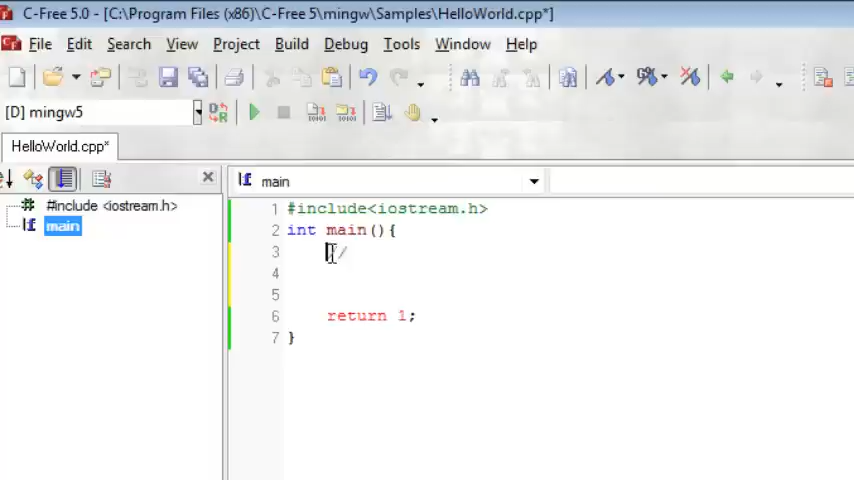 C-Free 5.0 - [C:\Program Files (x86)\C-Free 5\mingw\Samples\HelloWorld.cpp*]
File Edit Search View Project Build Debug Tools Window Help
[D] mingw5
HelloWorld.cpp*
main
#include <iostream.h>
main
1 #include<iostream.h>
2 int main(){
3 //
4
5
6 return 1;
7 }